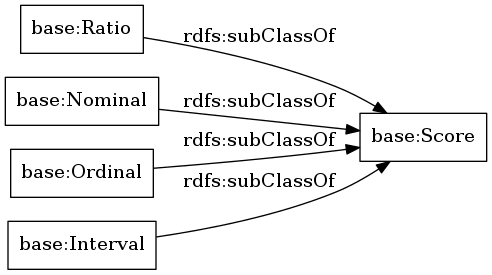 base:Ratio
rdfs:subClassOf
base:Nominal
rdfs:subClassOf
base:Score
rdfs:subClassOf
base:Ordinal
rdfs:subClassOf
base:Interval